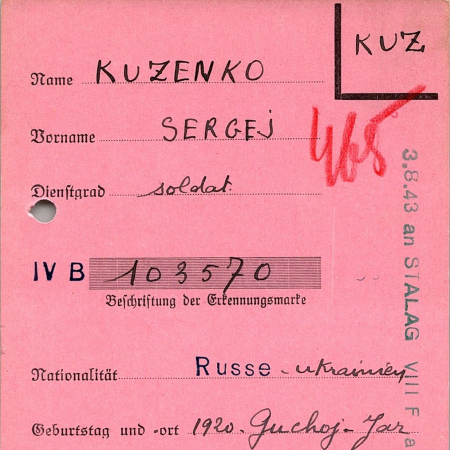 KUZ
Name KUZENKO
Vorname SERGEJ
465
Dienstgrad soldat
3.8.43 an STALAG VIII F
IV B 103570
Beschriftung der Erkennungsmarke
Nationalität Russe - ukrainien
Geburtstag und -ort 1920. Guchoj-Jar